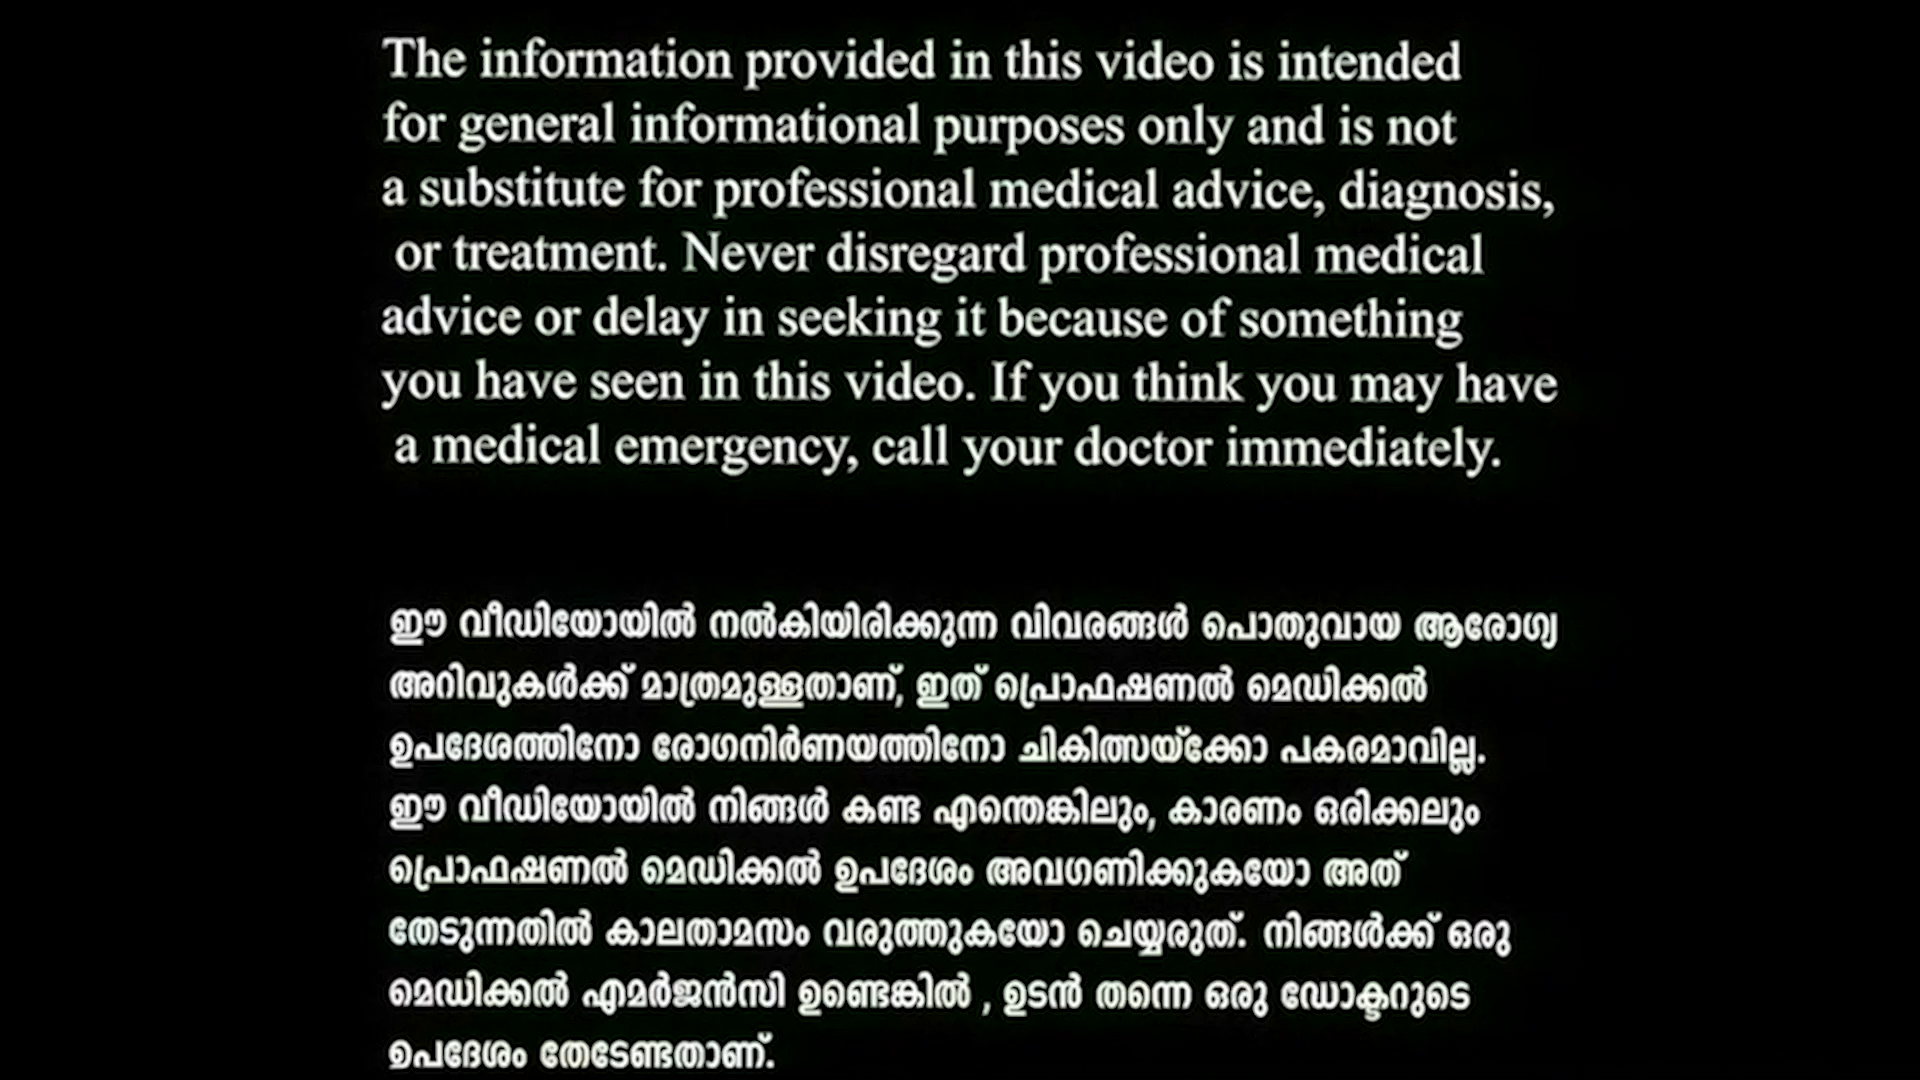 The information provided in this video is intended
for general informational purposes only and is not
a substitute for professional medical advice, diagnosis,
or treatment. Never disregard professional medical
advice or delay in seeking it because of something
you have seen in this video. If you think you may have
a medical emergency, call your doctor immediately.
ഈ വീഡിയോയിൽ നൽകിയിരിക്കുന്ന വിവരങ്ങൾ പൊതുവായ ആരോഗ്യ
അറിവുകൾക്ക് മാത്രമുള്ളതാണ്, ഇത് പ്രൊഫഷണൽ മെഡിക്കൽ
ഉപദേശത്തിനോ രോഗനിർണയത്തിനോ ചികിത്സയ്ക്കോ പകരമാവില്ല.
ഈ വീഡിയോയിൽ നിങ്ങൾ കണ്ട എന്തെങ്കിലും, കാരണം ഒരിക്കലും
പ്രൊഫഷണൽ മെഡിക്കൽ ഉപദേശം അവഗണിക്കുകയോ അത്
തേടുന്നതിൽ കാലതാമസം വരുത്തുകയോ ചെയ്യരുത്. നിങ്ങൾക്ക് ഒരു
മെഡിക്കൽ എമർജൻസി ഉണ്ടെങ്കിൽ , ഉടൻ തന്നെ ഒരു ഡോക്ടറുടെ
ഉപദേശം തേടേണ്ടതാണ്.